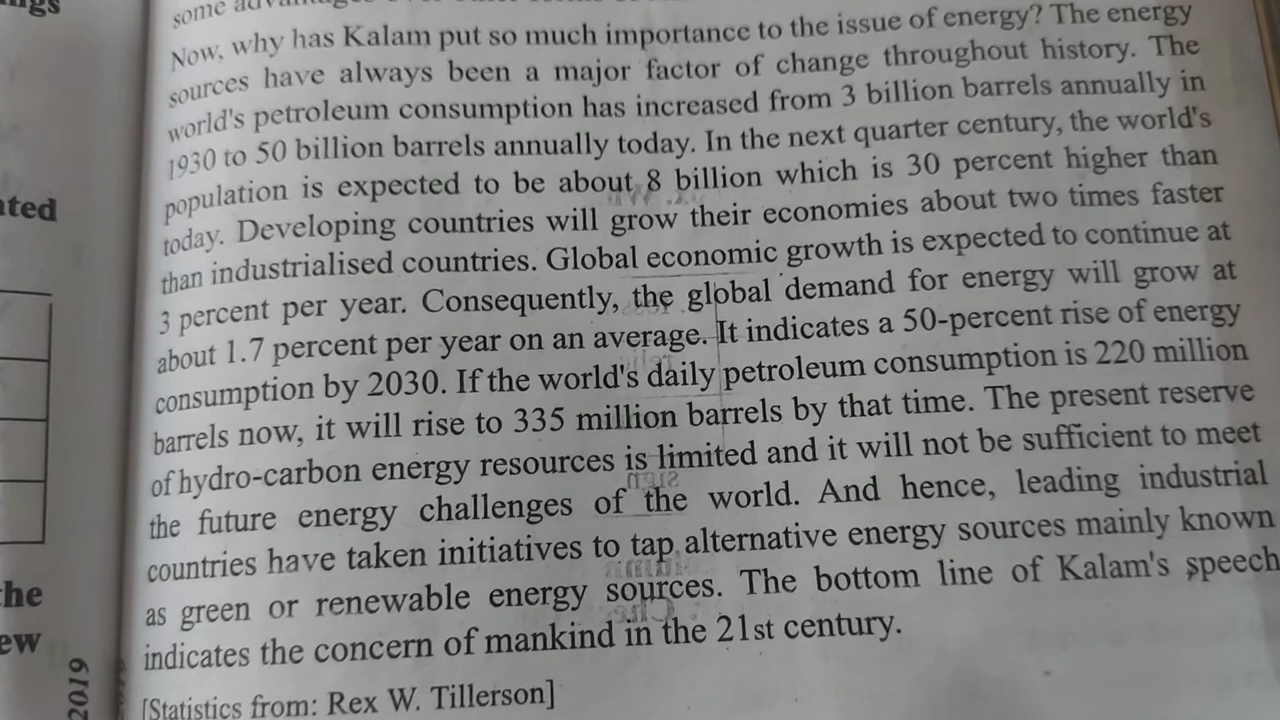 some
Now, why has Kalam put so much importance to the issue of energy? The energy
sources have always been a major factor of change throughout history. The
world's petroleum consumption has increased from 3 billion barrels annually in
1930 to 50 billion barrels annually today. In the next quarter century, the world's
population is expected to be about 8 billion which is 30 percent higher than
today. Developing countries will grow their economies about two times faster
than industrialised countries. Global economic growth is expected to continue at
3 percent per year. Consequently, the global demand for energy will grow at
about 1.7 percent per year on an average. It indicates a 50-percent rise of energy
consumption by 2030. If the world's daily petroleum consumption is 220 million
barrels now, it will rise to 335 million barrels by that time. The present reserve
of hydro-carbon energy resources is limited and it will not be sufficient to meet
the future energy challenges of the world. And hence, leading industrial
countries have taken initiatives to tap alternative energy sources mainly known
as green or renewable energy sources. The bottom line of Kalam's speech
indicates the concern of mankind in the 21st century.
[Statistics from: Rex W. Tillerson]
2019